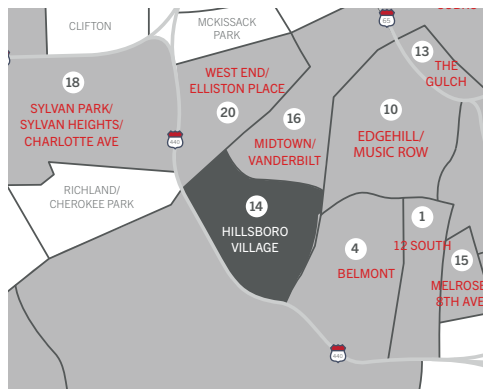 CLIFTON
MCKISSACK
PARK
65
13
THE
GULCH
18
SYLVAN PARK/
SYLVAN HEIGHTS/
CHARLOTTE AVE
WEST END/
ELLISTON PLACE
20
16
MIDTOWN/
VANDERBILT
10
EDGEHILL/
MUSIC ROW
440
RICHLAND/
CHEROKEE PARK
14
HILLSBORO
VILLAGE
4
BELMONT
1
12 SOUTH
15
MELROSE
8TH AVE
440